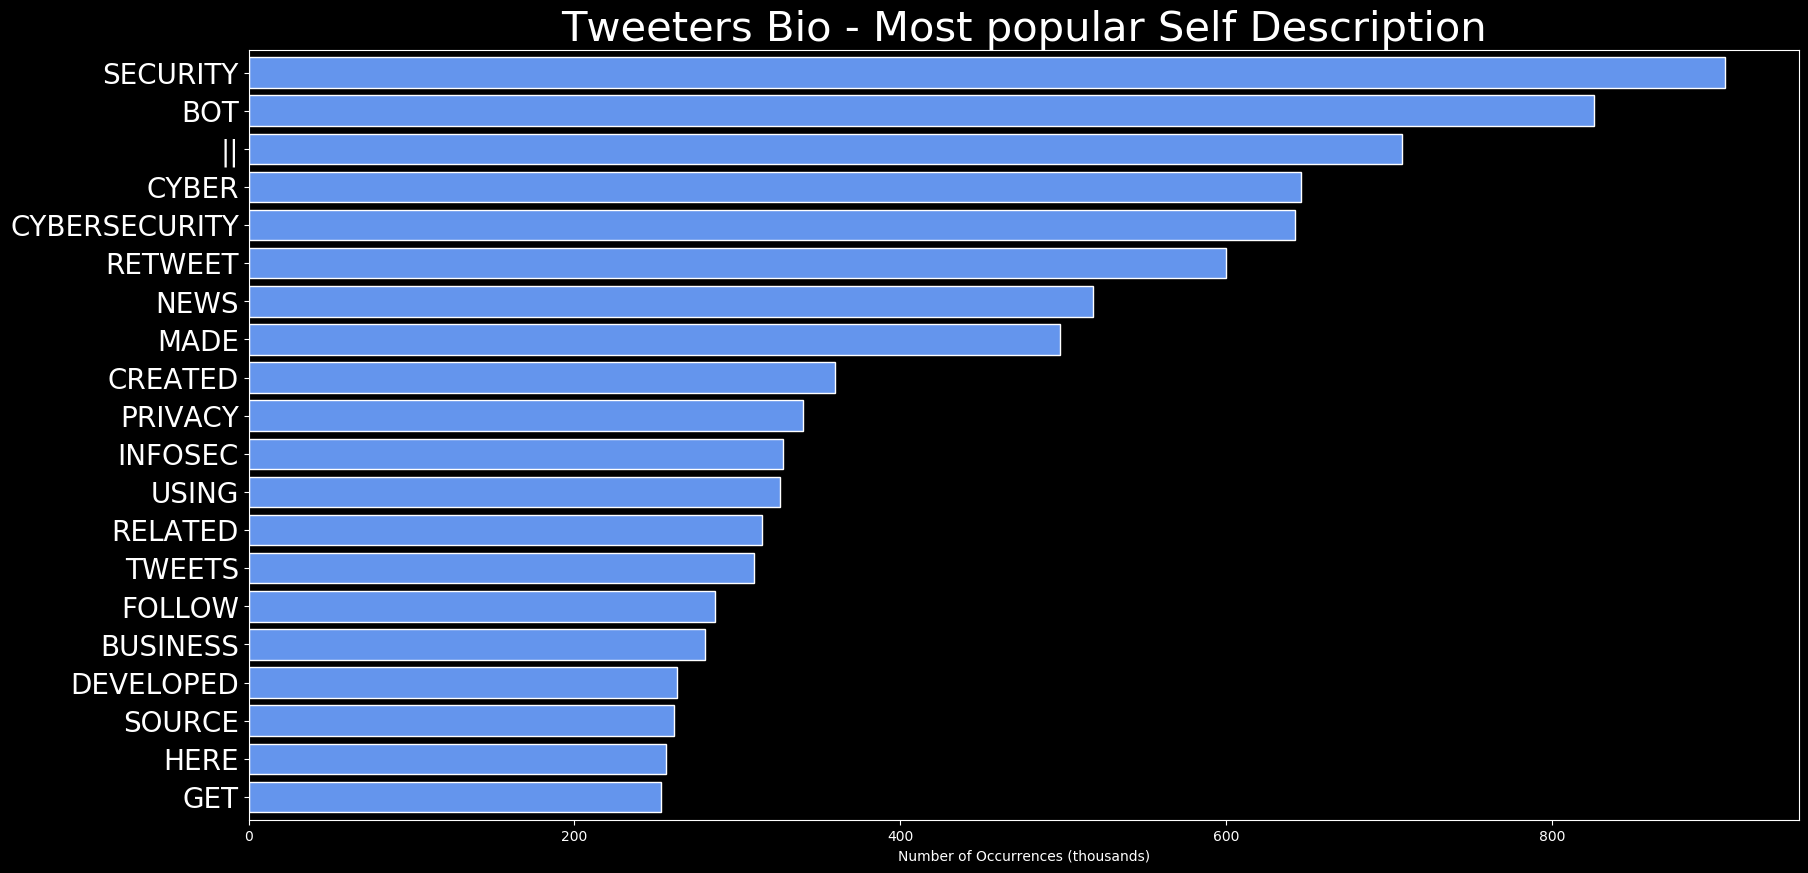 Tweeters Bio - Most popular Self Description
SECURITY
BOT
||
CYBER
CYBERSECURITY
RETWEET
NEWS
MADE
CREATED
PRIVACY
INFOSEC
USING
RELATED
TWEETS
FOLLOW
BUSINESS
DEVELOPED
SOURCE
HERE
GET
0 200 400 600 800
Number of Occurrences (thousands)